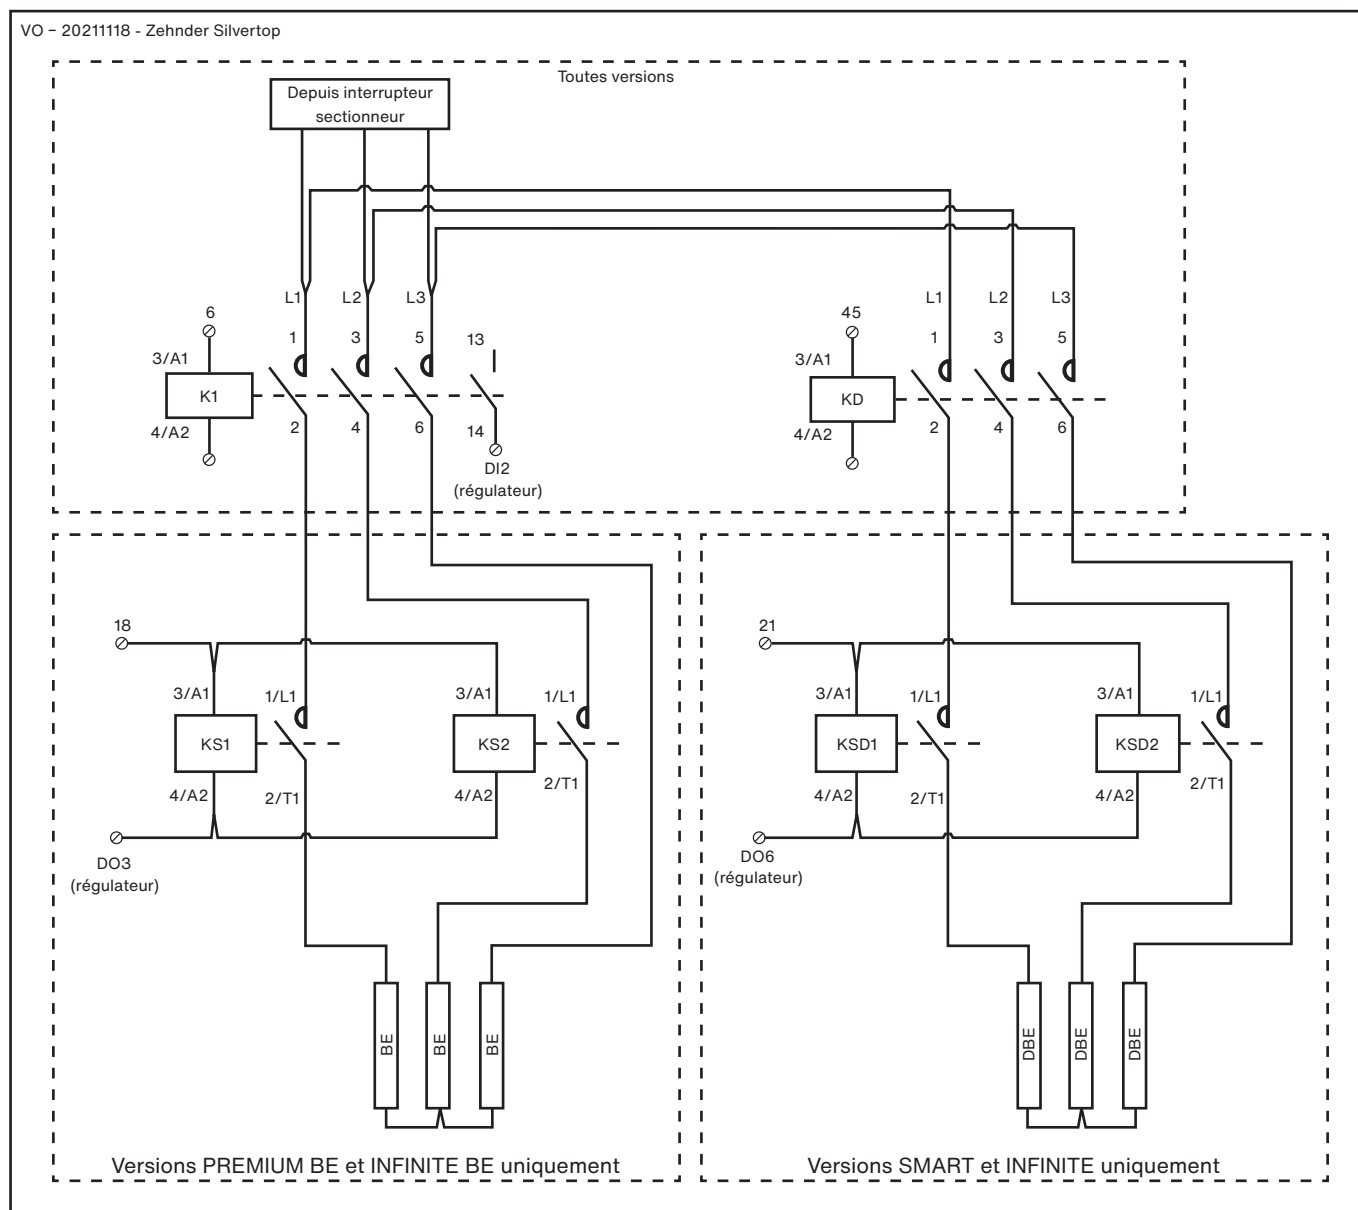 VO – 20211118 - Zehnder Silvertop
Toutes versions
Depuis interrupteur
sectionneur
L1
L2
L3
L1
L2
L3
6
1
3
5
13
45
1
3
5
3/A1
K1
4/A2
2
4
6
14
DI2
(régulateur)
3/A1
KD
4/A2
2
4
6
18
3/A1
1/L1
3/A1
1/L1
KS1
KS2
4/A2
2/T1
4/A2
2/T1
DO3
(régulateur)
BE
BE
BE
Versions PREMIUM BE et INFINITE BE uniquement
21
3/A1
1/L1
3/A1
1/L1
KSD1
KSD2
4/A2
2/T1
4/A2
2/T1
DO6
(régulateur)
DBE
DBE
DBE
Versions SMART et INFINITE uniquement